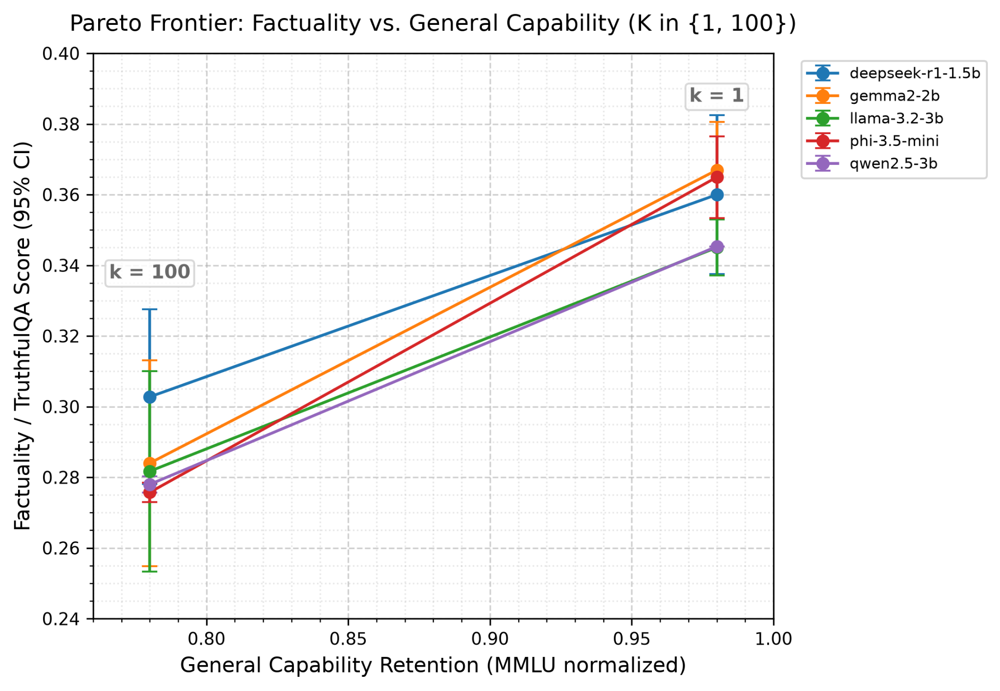 Pareto Frontier: Factuality vs. General Capability (K in {1, 100})
0.40
0.38
0.36
0.34
0.32
0.30
0.28
0.26
0.24
Factuality / TruthfulQA Score (95% CI)
k = 100
k = 1
deepseek-r1-1.5b
gemma2-2b
llama-3.2-3b
phi-3.5-mini
qwen2.5-3b
0.80 0.85 0.90 0.95 1.00
General Capability Retention (MMLU normalized)